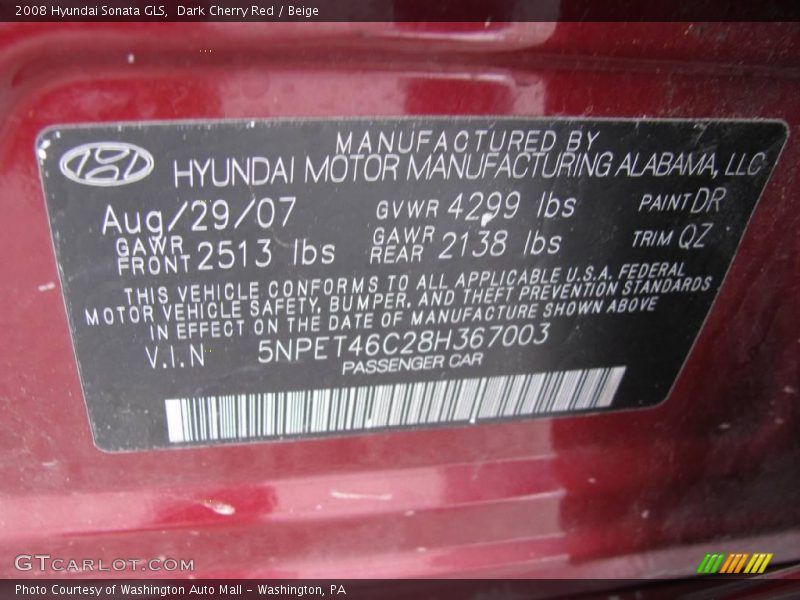 2008 Hyundai Sonata GLS, Dark Cherry Red / Beige
MANUFACTURED BY
HYUNDAI MOTOR MANUFACTURING ALABAMA, LLC
Aug/29/07 GVWR 4299 lbs PAINT DR
GAWR FRONT 2513 lbs GAWR REAR 2138 lbs TRIM QZ
THIS VEHICLE CONFORMS TO ALL APPLICABLE U.S.A. FEDERAL
MOTOR VEHICLE SAFETY, BUMPER, AND THEFT PREVENTION STANDARDS
IN EFFECT ON THE DATE OF MANUFACTURE SHOWN ABOVE
V.I.N 5NPET46C28H367003
PASSENGER CAR
GTCARLOT.COM
Photo Courtesy of Washington Auto Mall - Washington, PA